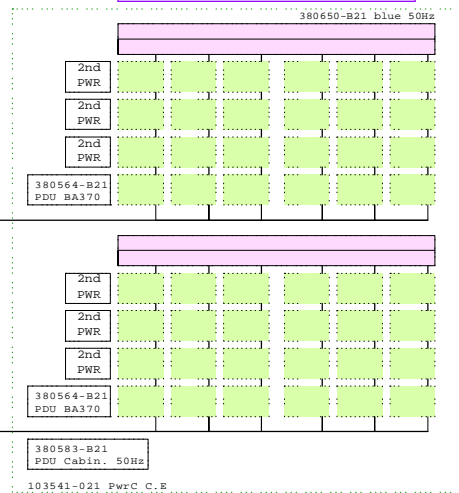 380650-B21 blue 50Hz
2nd
PWR
2nd
PWR
2nd
PWR
380564-B21
PDU BA370
2nd
PWR
2nd
PWR
2nd
PWR
380564-B21
PDU BA370
380583-B21
PDU Cabin. 50Hz
103541-021 PwrC C.E